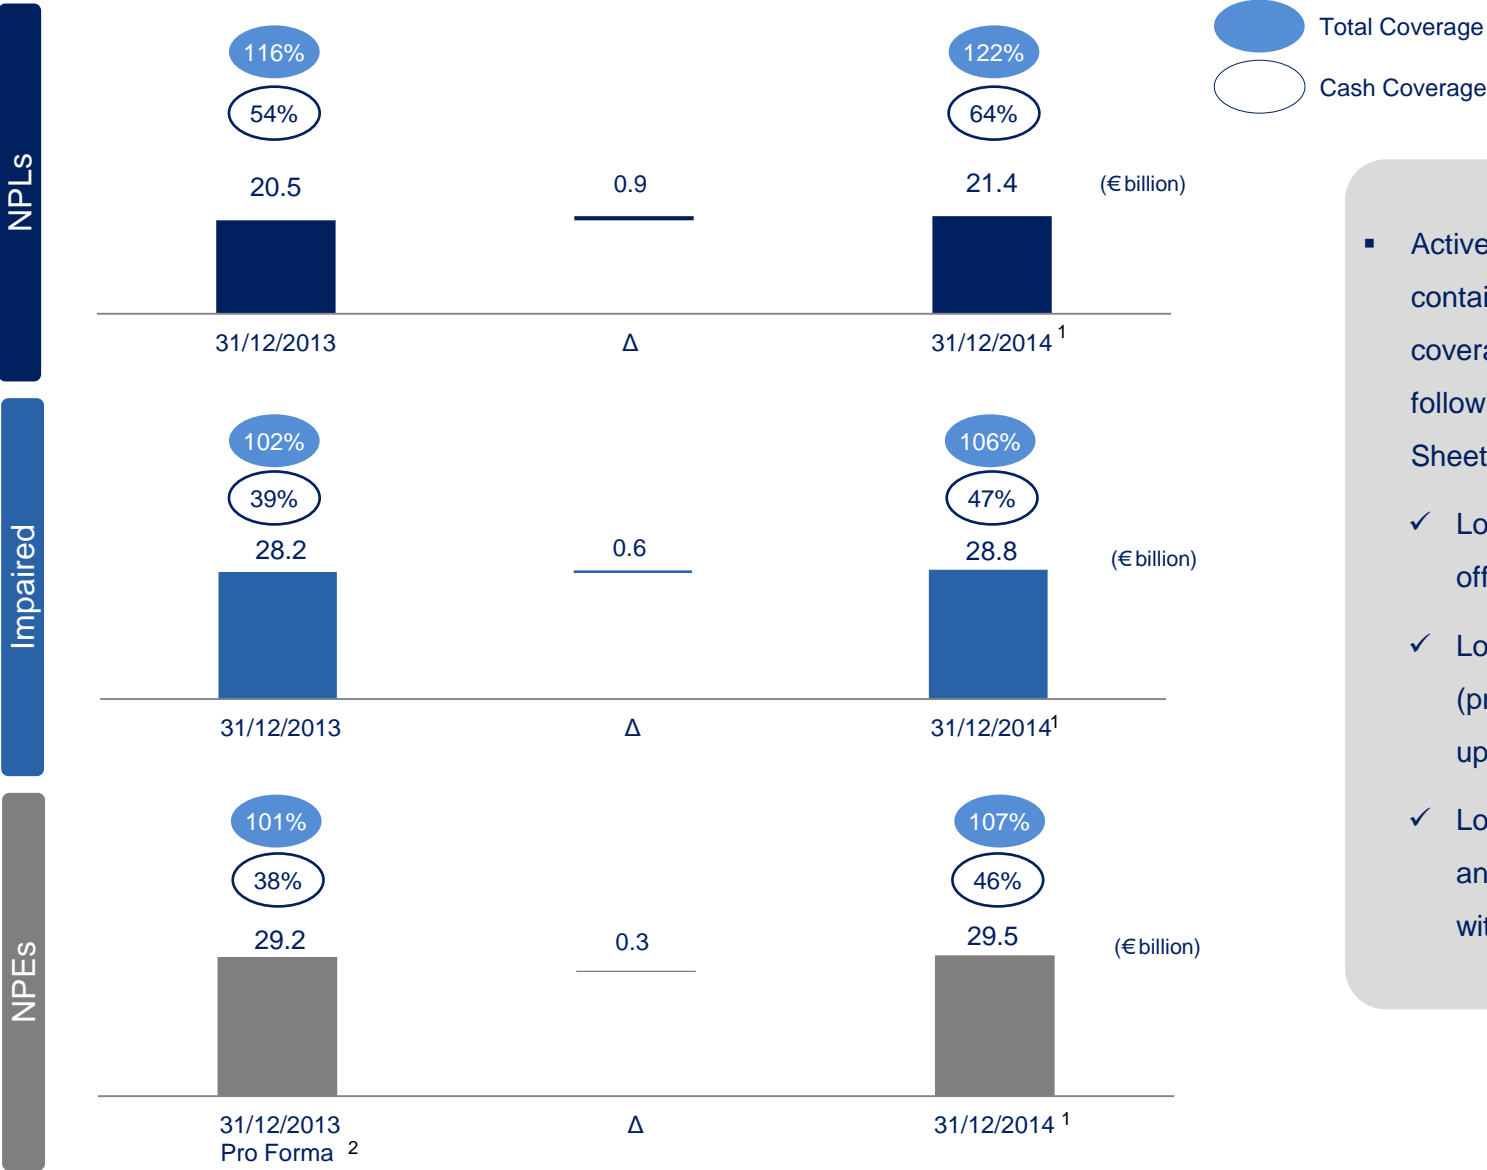 Total Coverage
Cash Coverage
NPLs
116%
122%
54%
64%
20.5
0.9
21.4
(€ billion)
31/12/2013
Δ
31/12/2014 1
Impaired
102%
106%
39%
47%
28.2
0.6
28.8
(€ billion)
31/12/2013
Δ
31/12/2014 1
NPEs
101%
107%
38%
46%
29.2
0.3
29.5
(€ billion)
31/12/2013
Pro Forma 2
Δ
31/12/2014 1
▪ Active
contai
covera
follow
Sheet
✓ Lo
off
✓ Lo
(pr
up
✓ Lo
an
wit